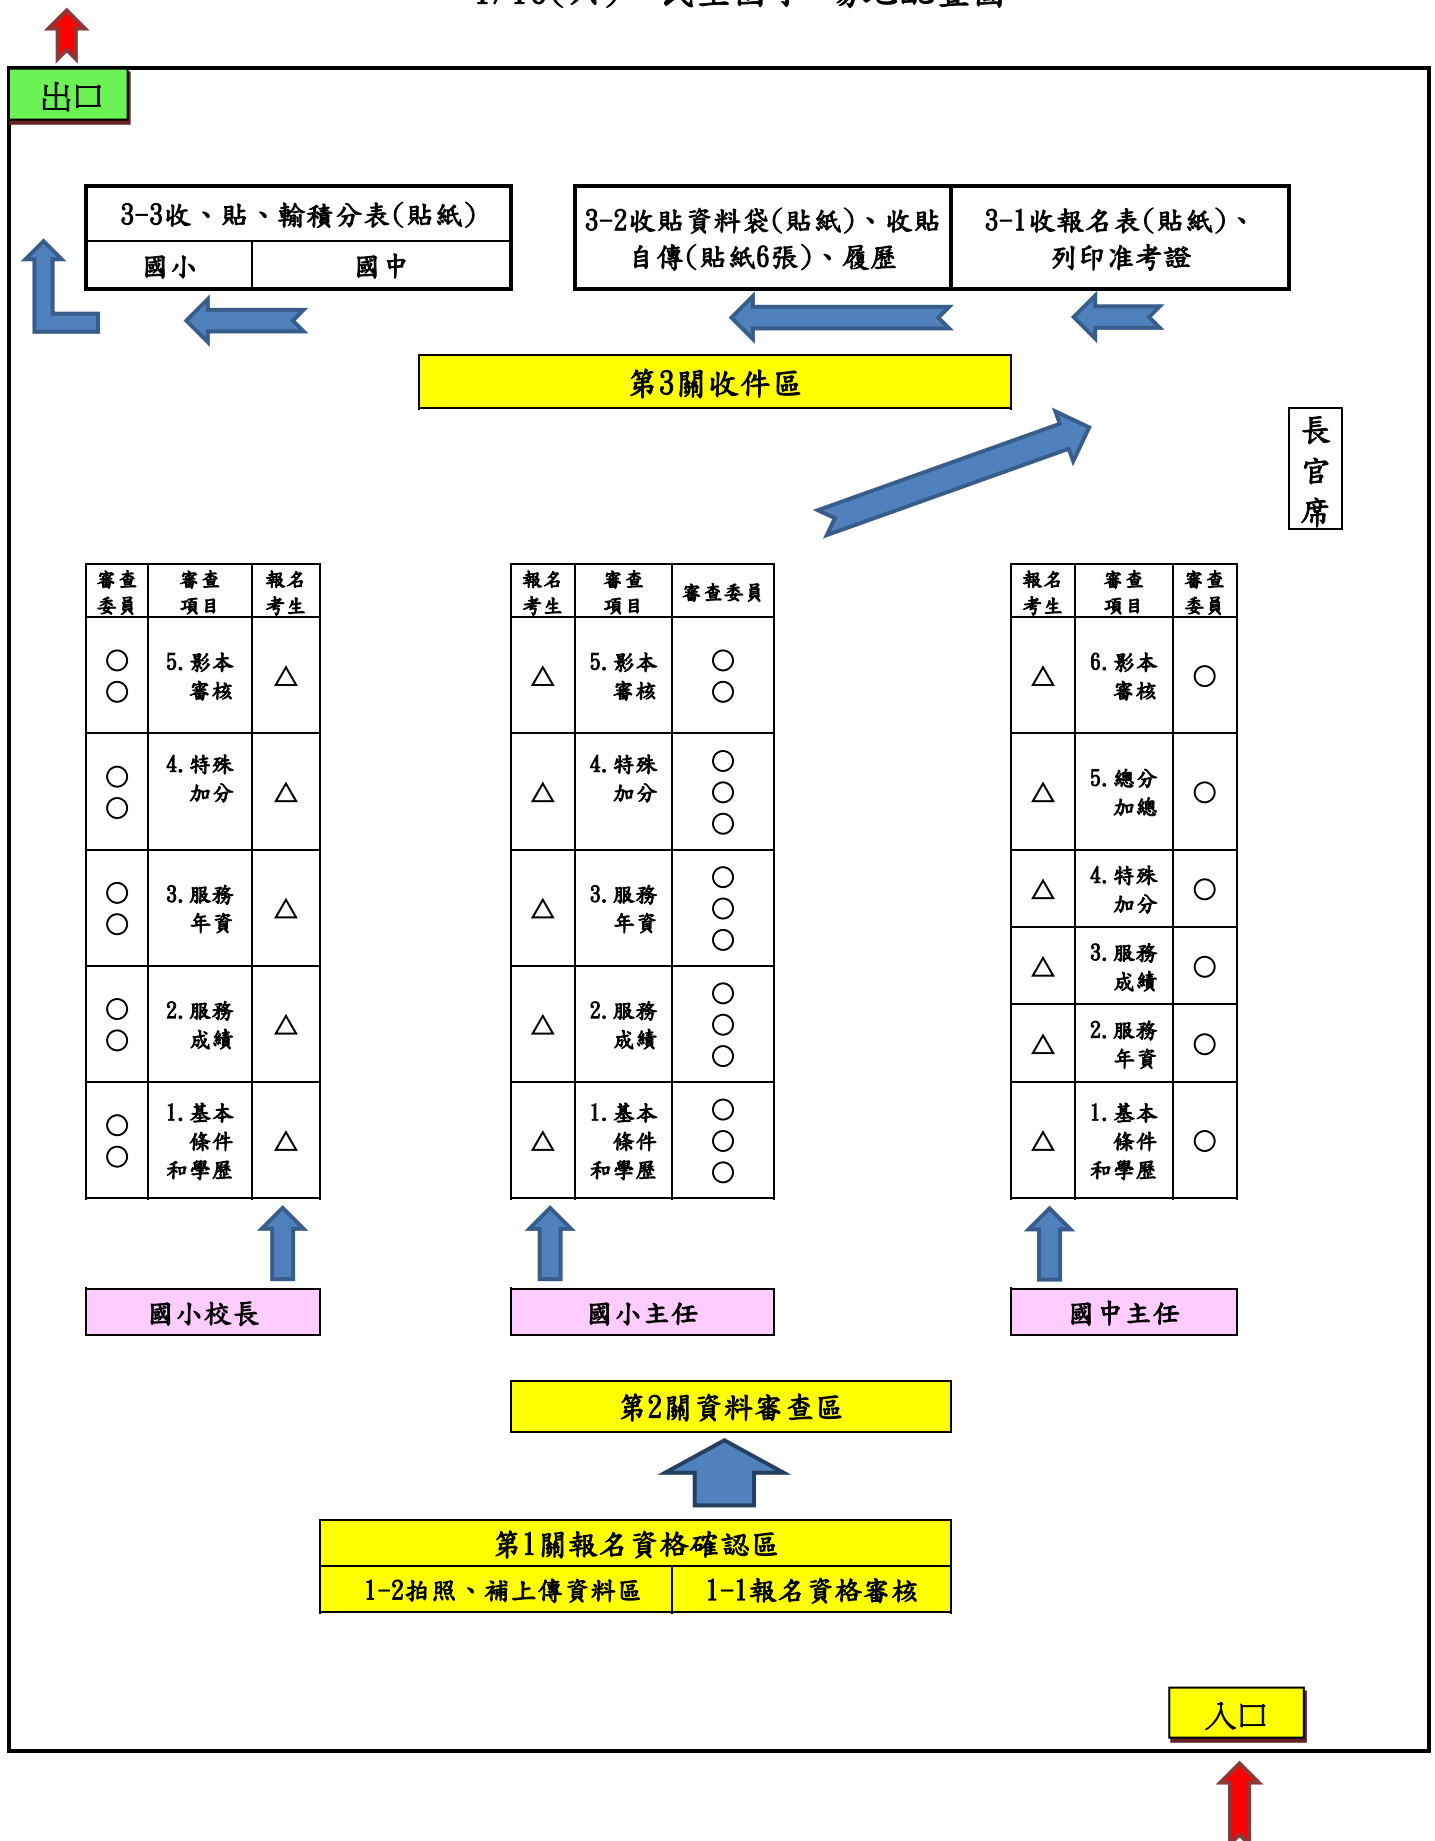 出口
3-3收、貼、輸積分表(貼紙)
國小
國中
3-2收貼資料袋(貼紙)、收貼
自傳(貼紙6張)、履歷
3-1收報名表(貼紙)、
列印准考證
第3關收件區
長
官
席
審查
委員
審查
項目
報名
考生
○
○
5.影本
審核
△
○
○
4.特殊
加分
△
○
○
3.服務
年資
△
○
○
2.服務
成績
△
○
○
1.基本
條件
和學歷
△
報名
考生
審查
項目
審查委員
△
5.影本
審核
○
○
△
4.特殊
加分
○
○
○
△
3.服務
年資
○
○
○
△
2.服務
成績
○
○
○
△
1.基本
條件
和學歷
○
○
○
報名
考生
審查
項目
審查
委員
△
6.影本
審核
○
△
5.總分
加總
○
△
4.特殊
加分
○
△
3.服務
成績
○
△
2.服務
年資
○
△
1.基本
條件
和學歷
○
國小校長
國小主任
國中主任
第2關資料審查區
第1關報名資格確認區
1-2拍照、補上傳資料區
1-1報名資格審核
入口